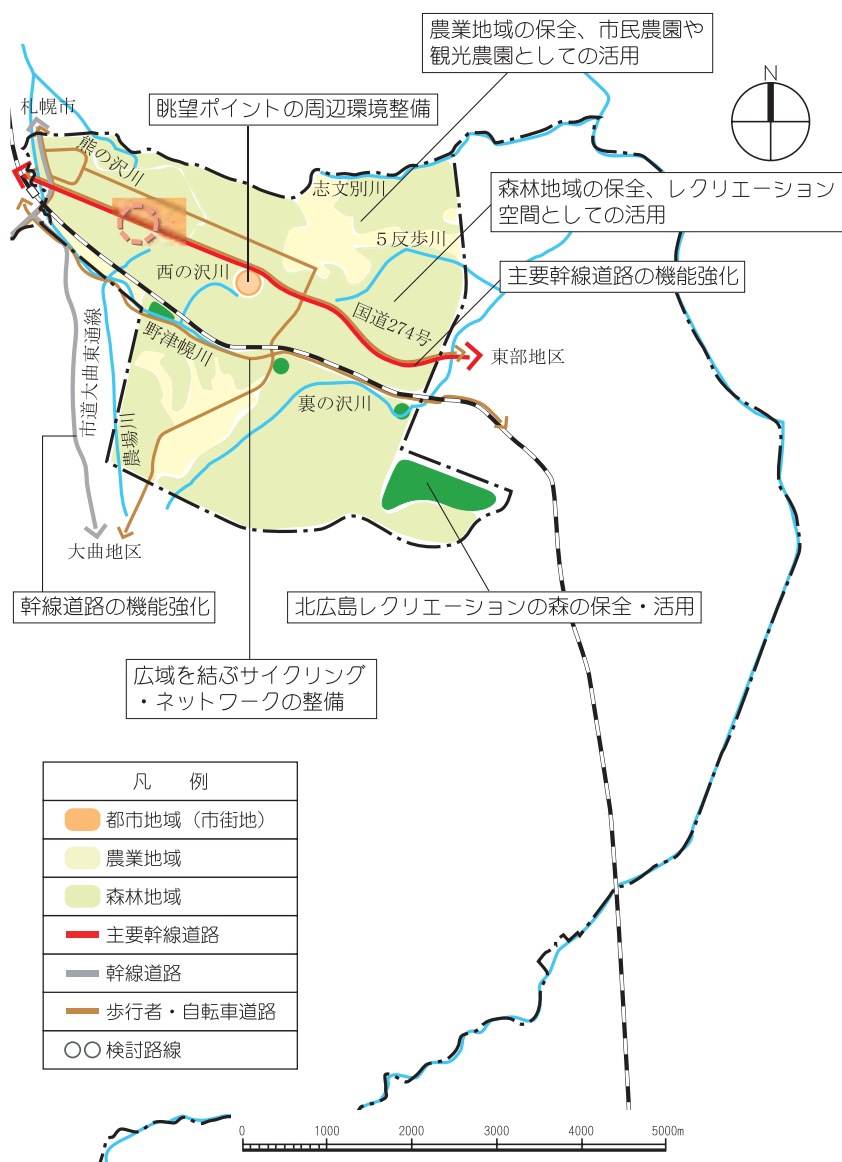 農業地域の保全、市民農園や
観光農園としての活用
眺望ポイントの周辺環境整備
N
札幌市
熊の沢川
志文別川
森林地域の保全、レクリエーション
空間としての活用
5反歩川
西の沢川
主要幹線道路の機能強化
国道274号
東部地区
野津幌川
市道大曲東通線
裏の沢川
農場川
大曲地区
幹線道路の機能強化
北広島レクリエーションの森の保全・活用
広域を結ぶサイクリング
・ネットワークの整備
凡 例
都市地域（市街地）
農業地域
森林地域
主要幹線道路
幹線道路
歩行者・自転車道路
検討路線
0 1000 2000 3000 4000 5000m